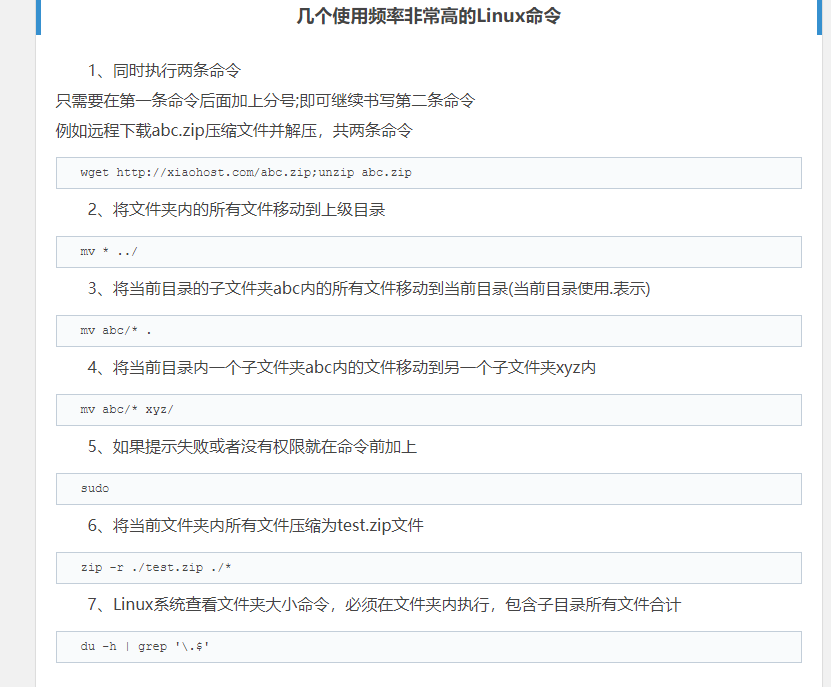 几个使用频率非常高的Linux命令
1、同时执行两条命令
只需要在第一条命令后面加上分号;即可继续书写第二条命令
例如远程下载abc.zip压缩文件并解压，共两条命令
wget http://xiaohost.com/abc.zip;unzip abc.zip
2、将文件夹内的所有文件移动到上级目录
mv * ../
3、将当前目录的子文件夹abc内的所有文件移动到当前目录(当前目录使用.表示)
mv abc/* .
4、将当前目录内一个子文件夹abc内的文件移动到另一个子文件夹xyz内
mv abc/* xyz/
5、如果提示失败或者没有权限就在命令前加上
sudo
6、将当前文件夹内所有文件压缩为test.zip文件
zip -r ./test.zip ./*
7、Linux系统查看文件夹大小命令，必须在文件夹内执行，包含子目录所有文件合计
du -h | grep '\.$'